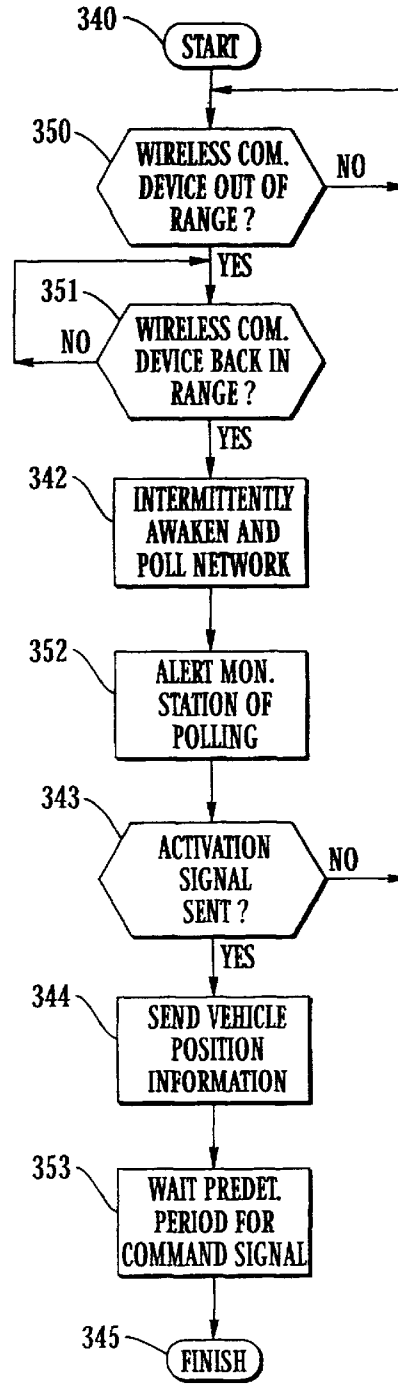 340
START
350
WIRELESS COM.
DEVICE OUT OF
RANGE ?
NO
YES
351
WIRELESS COM.
DEVICE BACK IN
RANGE ?
NO
YES
342
INTERMITTENTLY
AWAKEN AND
POLL NETWORK
352
ALERT MON.
STATION OF
POLLING
343
ACTIVATION
SIGNAL
SENT ?
NO
YES
344
SEND VEHICLE
POSITION
INFORMATION
353
WAIT PREDET.
PERIOD FOR
COMMAND SIGNAL
345
FINISH